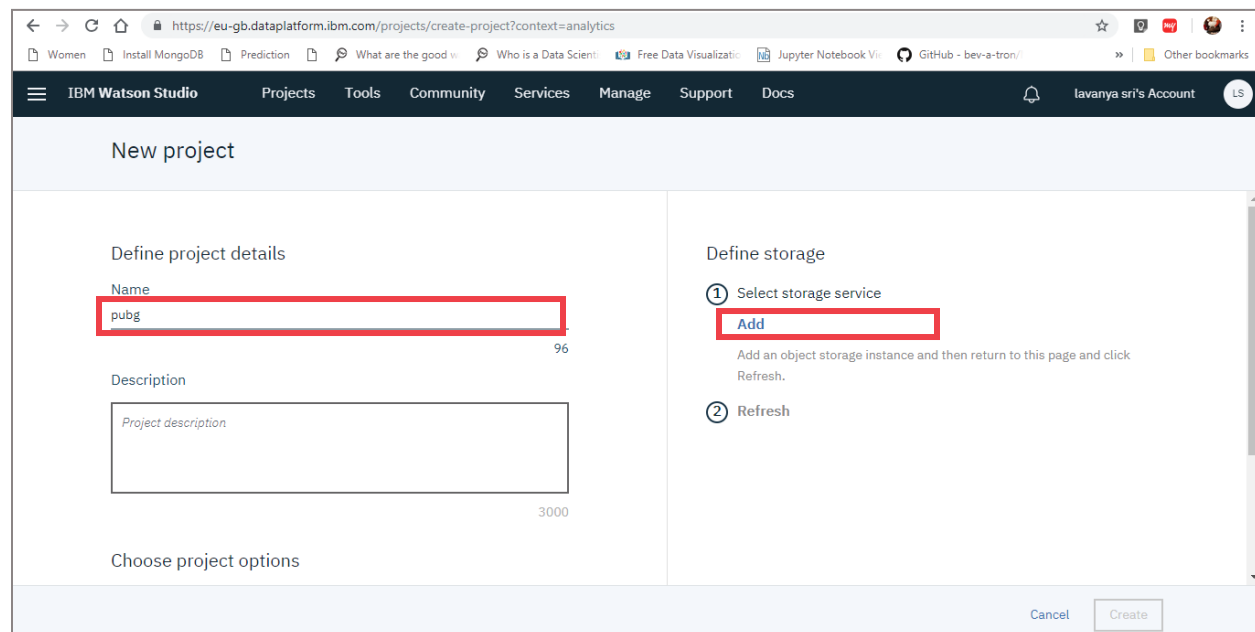 https://eu-gb.dataplatform.ibm.com/projects/create-project?context=analytics
Women Install MongoDB Prediction What are the good w Who is a Data Scienti Free Data Visualizatio Jupyter Notebook Vi GitHub - bev-a-tron/ » Other bookmarks
IBM Watson Studio Projects Tools Community Services Manage Support Docs lavanya sri's Account LS
New project
Define project details
Name
pubg
96
Description
Project description
3000
Choose project options
Define storage
1 Select storage service
Add
Add an object storage instance and then return to this page and click
Refresh.
2 Refresh
Cancel Create